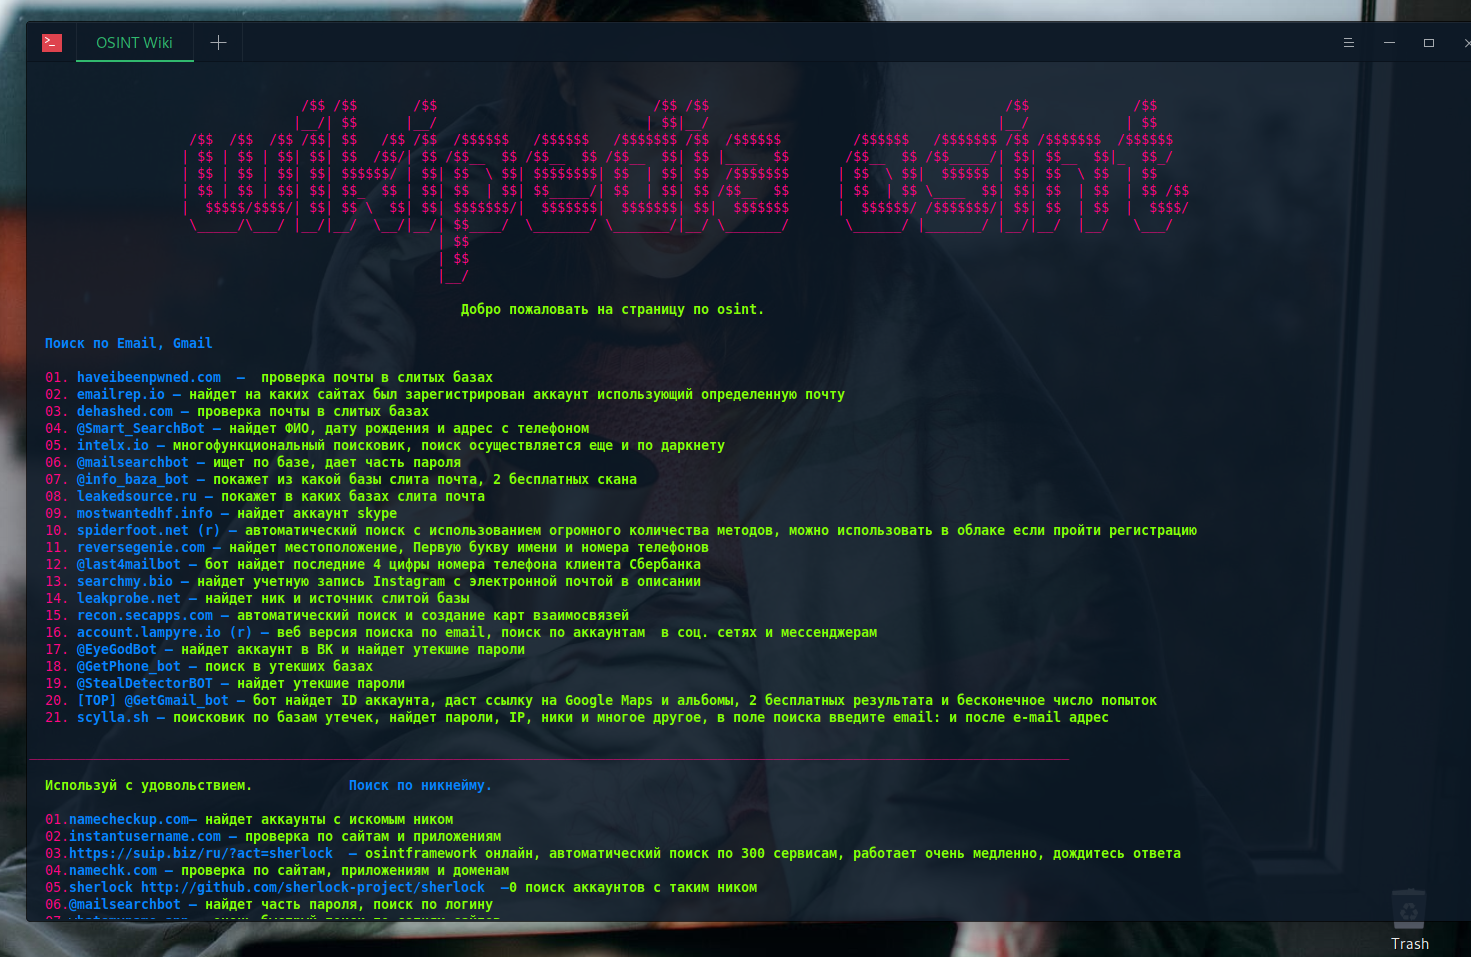 OSINT Wiki
wikipedia osint
Добро пожаловать на страницу по osint.
Поиск по Email, Gmail
01. haveibeenpwned.com  –  проверка почты в слитых базах
02. emailrep.io – найдет на каких сайтах был зарегистрирован аккаунт использующий определенную почту
03. dehashed.com – проверка почты в слитых базах
04. @Smart_SearchBot – найдет ФИО, дату рождения и адрес с телефоном
05. intelx.io – многофункциональный поисковик, поиск осуществляется еще и по даркнету
06. @mailsearchbot – ищет по базе, дает часть пароля
07. @info_baza_bot – покажет из какой базы слита почта, 2 бесплатных скана
08. leakedsource.ru – покажет в каких базах слита почта
09. mostwantedhf.info – найдет аккаунт skype
10. spiderfoot.net (r) – автоматический поиск с использованием огромного количества методов, можно использовать в облаке если пройти регистрацию
11. reversegenie.com – найдет местоположение, Первую букву имени и номера телефонов
12. @last4mailbot – бот найдет последние 4 цифры номера телефона клиента Сбербанка
13. searchmy.bio – найдет учетную запись Instagram с электронной почтой в описании
14. leakprobe.net – найдет ник и источник слитой базы
15. recon.secapps.com – автоматический поиск и создание карт взаимосвязей
16. account.lampyre.io (r) – веб версия поиска по email, поиск по аккаунтам  в соц. сетях и мессенджерам
17. @EyeGodBot – найдет аккаунт в ВК и найдет утекшие пароли
18. @GetPhone_bot – поиск в утекших базах
19. @StealDetectorBOT – найдет утекшие пароли
20. [TOP] @GetGmail_bot – бот найдет ID аккаунта, даст ссылку на Google Maps и альбомы, 2 бесплатных результата и бесконечное число попыток
21. scylla.sh – поисковик по базам утечек, найдет пароли, IP, ники и многое другое, в поле поиска введите email: и после e-mail адрес
Используй с удовольствием.            Поиск по никнейму.
01.namecheckup.com– найдет аккаунты с искомым ником
02.instantusername.com – проверка по сайтам и приложениям
03.https://suip.biz/ru/?act=sherlock  – osintframework онлайн, автоматический поиск по 300 сервисам, работает очень медленно, дождитесь ответа
04.namechk.com – проверка по сайтам, приложениям и доменам
05.sherlock http://github.com/sherlock-project/sherlock  –0 поиск аккаунтов с таким ником
06.@mailsearchbot – найдет часть пароля, поиск по логину
Trash